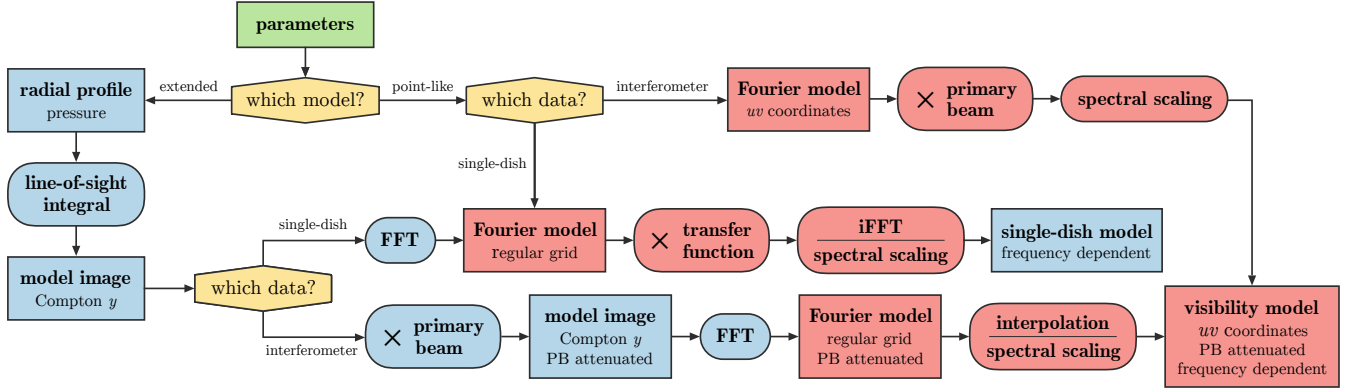 parameters
which model?
extended
point-like
radial profile
pressure
line-of-sight
integral
model image
Compton y
which data?
interferometer
Fourier model
uv coordinates
× primary
beam
spectral scaling
single-dish
which data?
single-dish
FFT
Fourier model
regular grid
× transfer
function
iFFT
spectral scaling
single-dish model
frequency dependent
interferometer
× primary
beam
model image
Compton y
PB attenuated
FFT
Fourier model
regular grid
PB attenuated
interpolation
spectral scaling
visibility model
uv coordinates
PB attenuated
frequency dependent